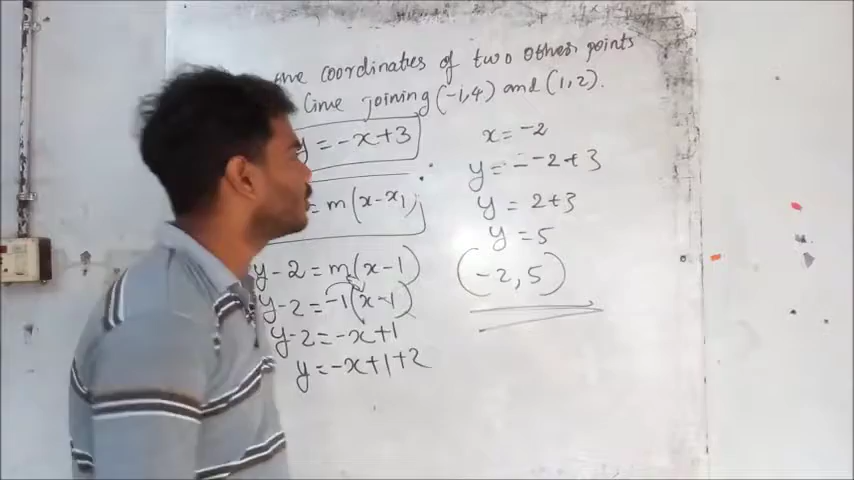 the coordinates of two other points
line joining (-1,4) and (1,2).
y = -x+3
= m(x-x₁)
y-2 = m(x-1)
y-2 = -1(x-1)
y-2 = -x+1
y = -x+1+2
x = -2
y = - -2+3
y = 2+3
y = 5
(-2, 5)